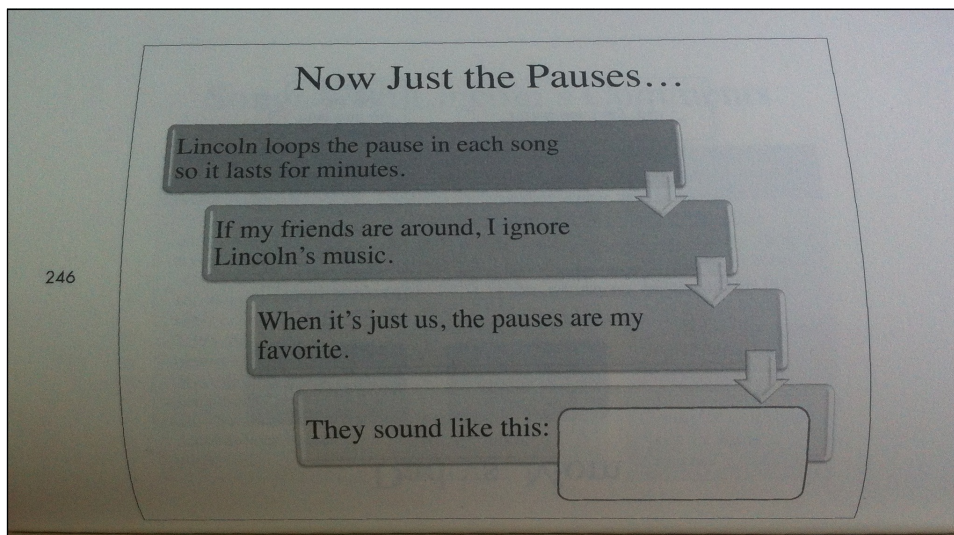 Now Just the Pauses...
Lincoln loops the pause in each song
so it lasts for minutes.
If my friends are around, I ignore
Lincoln's music.
246
When it's just us, the pauses are my
favorite.
They sound like this: